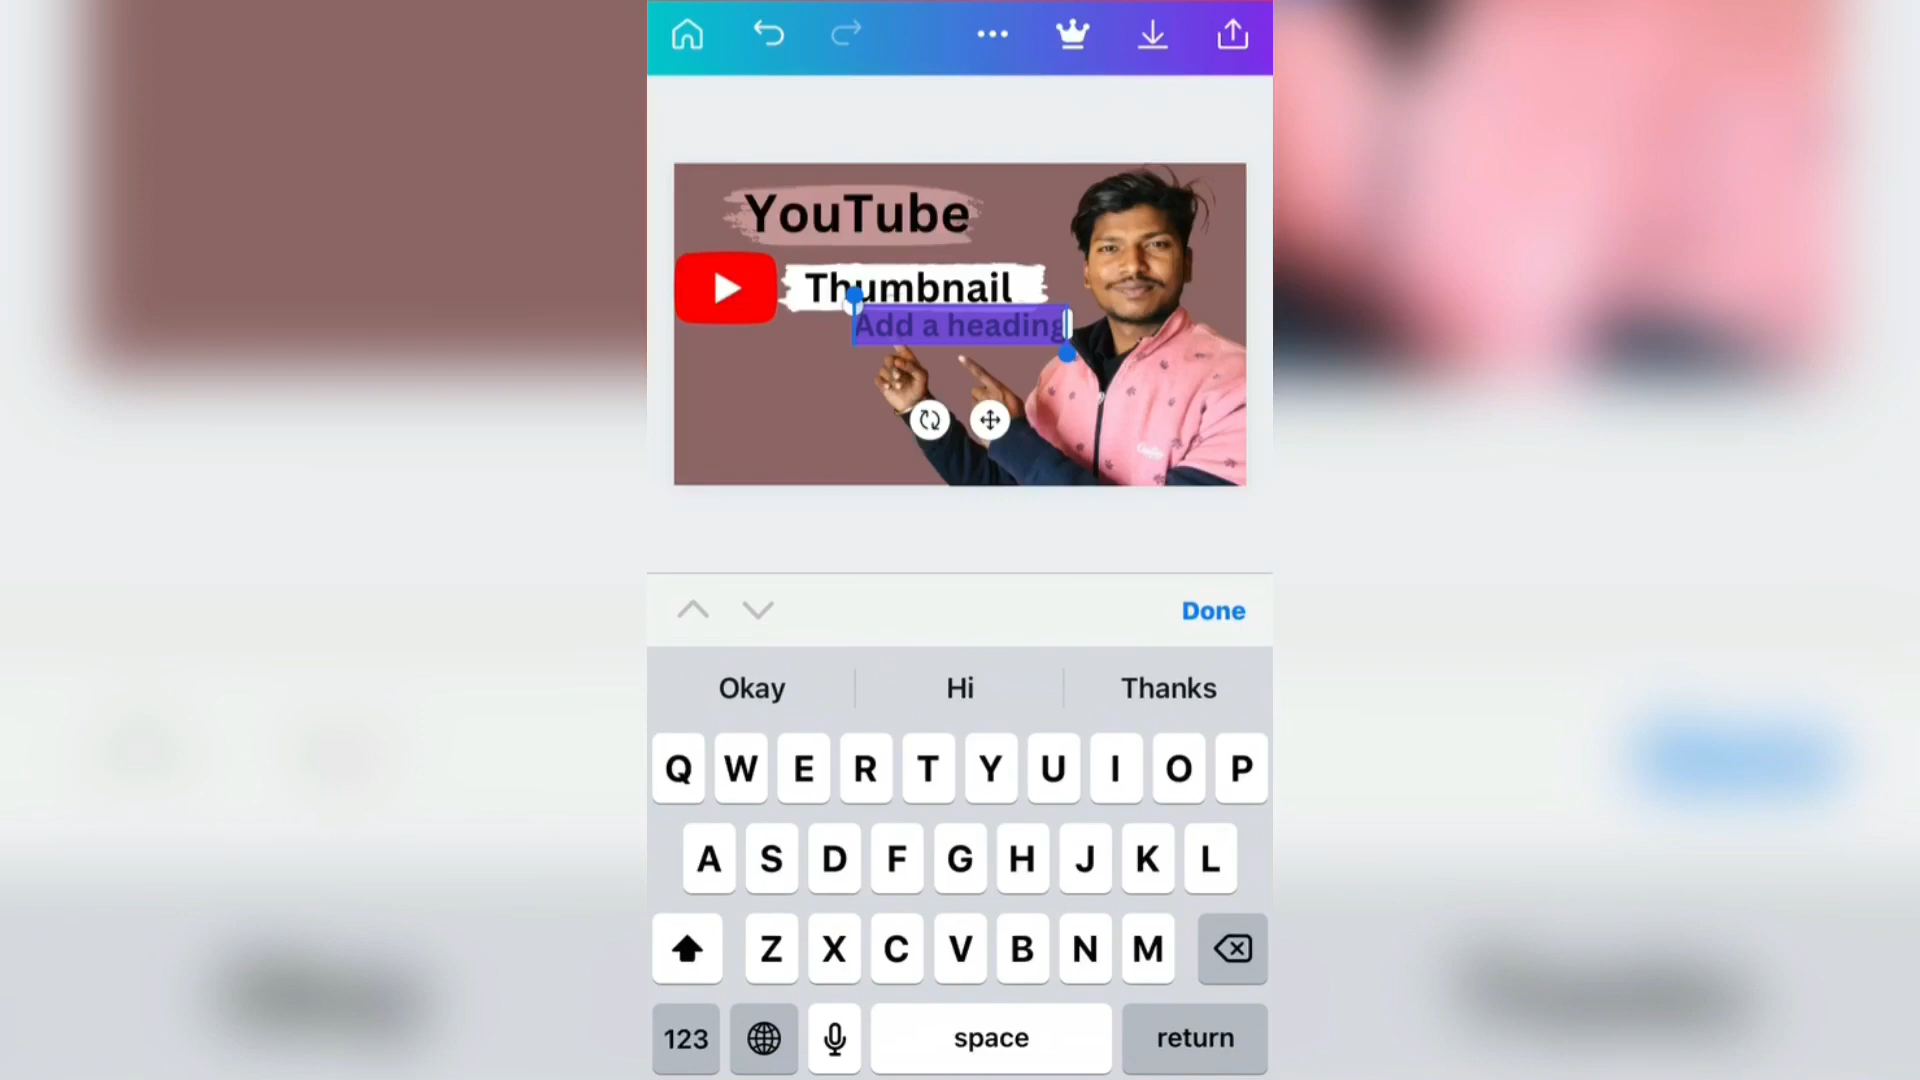 YouTube
Thumbnail
Add a heading
Done
Okay Hi Thanks
Q W E R T Y U I O P
A S D F G H J K L
Z X C V B N M
123 space return